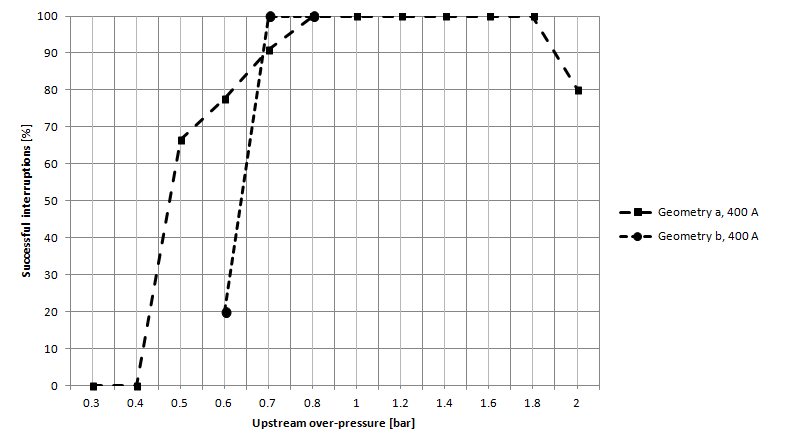 100
90
80
70
60
50
40
30
20
10
0
Successful interruptions [%]
0.3 0.4 0.5 0.6 0.7 0.8 1 1.2 1.4 1.6 1.8 2
Upstream over-pressure [bar]
Geometry a, 400 A
Geometry b, 400 A